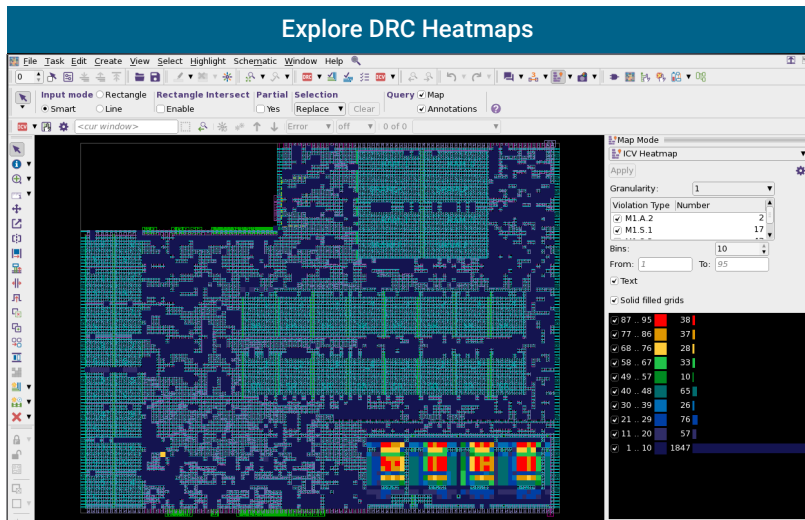 Explore DRC Heatmaps
File Task Edit Create View Select Highlight Schematic Window Help
0
Input mode Rectangle Rectangle Intersect Partial Selection Query Map
Smart Line Enable Yes Replace Clear Annotations
<cur window> Error off 0 of 0
Map Mode
ICV Heatmap
Apply
Granularity: 1
Violation Type Number
M1.A.2 2
M1.S.1 17
Bins: 10
From: 1 To: 95
Text
Solid filled grids
87 .. 95 38
77 .. 86 37
68 .. 76 28
58 .. 67 33
49 .. 57 10
40 .. 48 65
30 .. 39 26
21 .. 29 76
11 .. 20 57
1 .. 10 1847